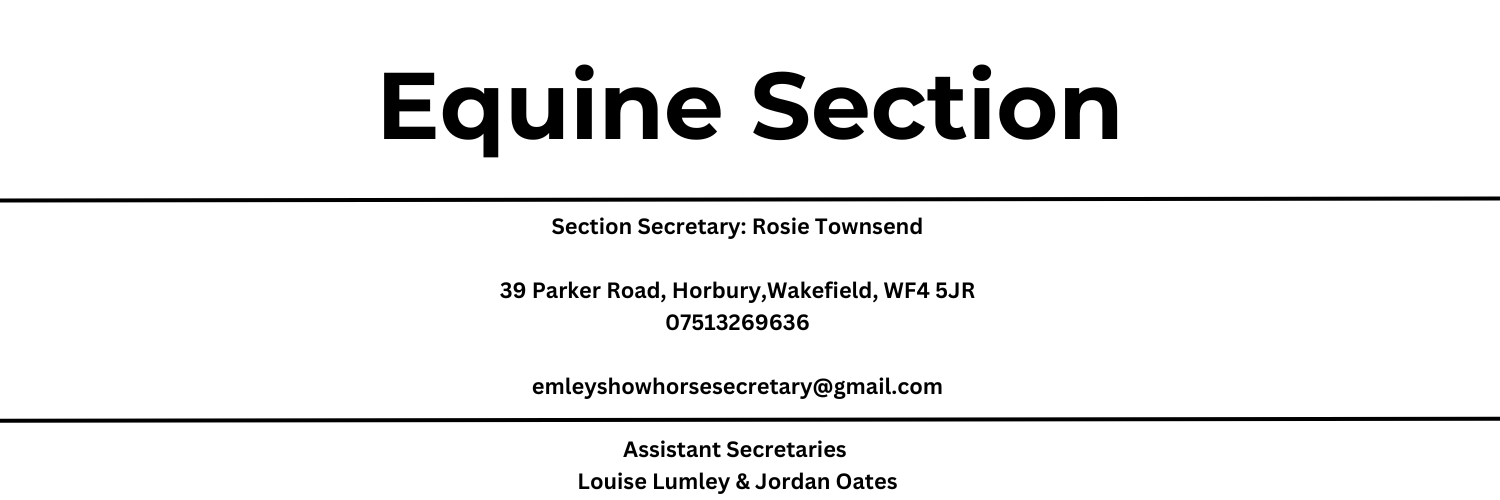 Equine Section
Section Secretary: Rosie Townsend
39 Parker Road, Horbury,Wakefield, WF4 5JR
07513269636
emleyshowhorsesecretary@gmail.com
Assistant Secretaries
Louise Lumley & Jordan Oates